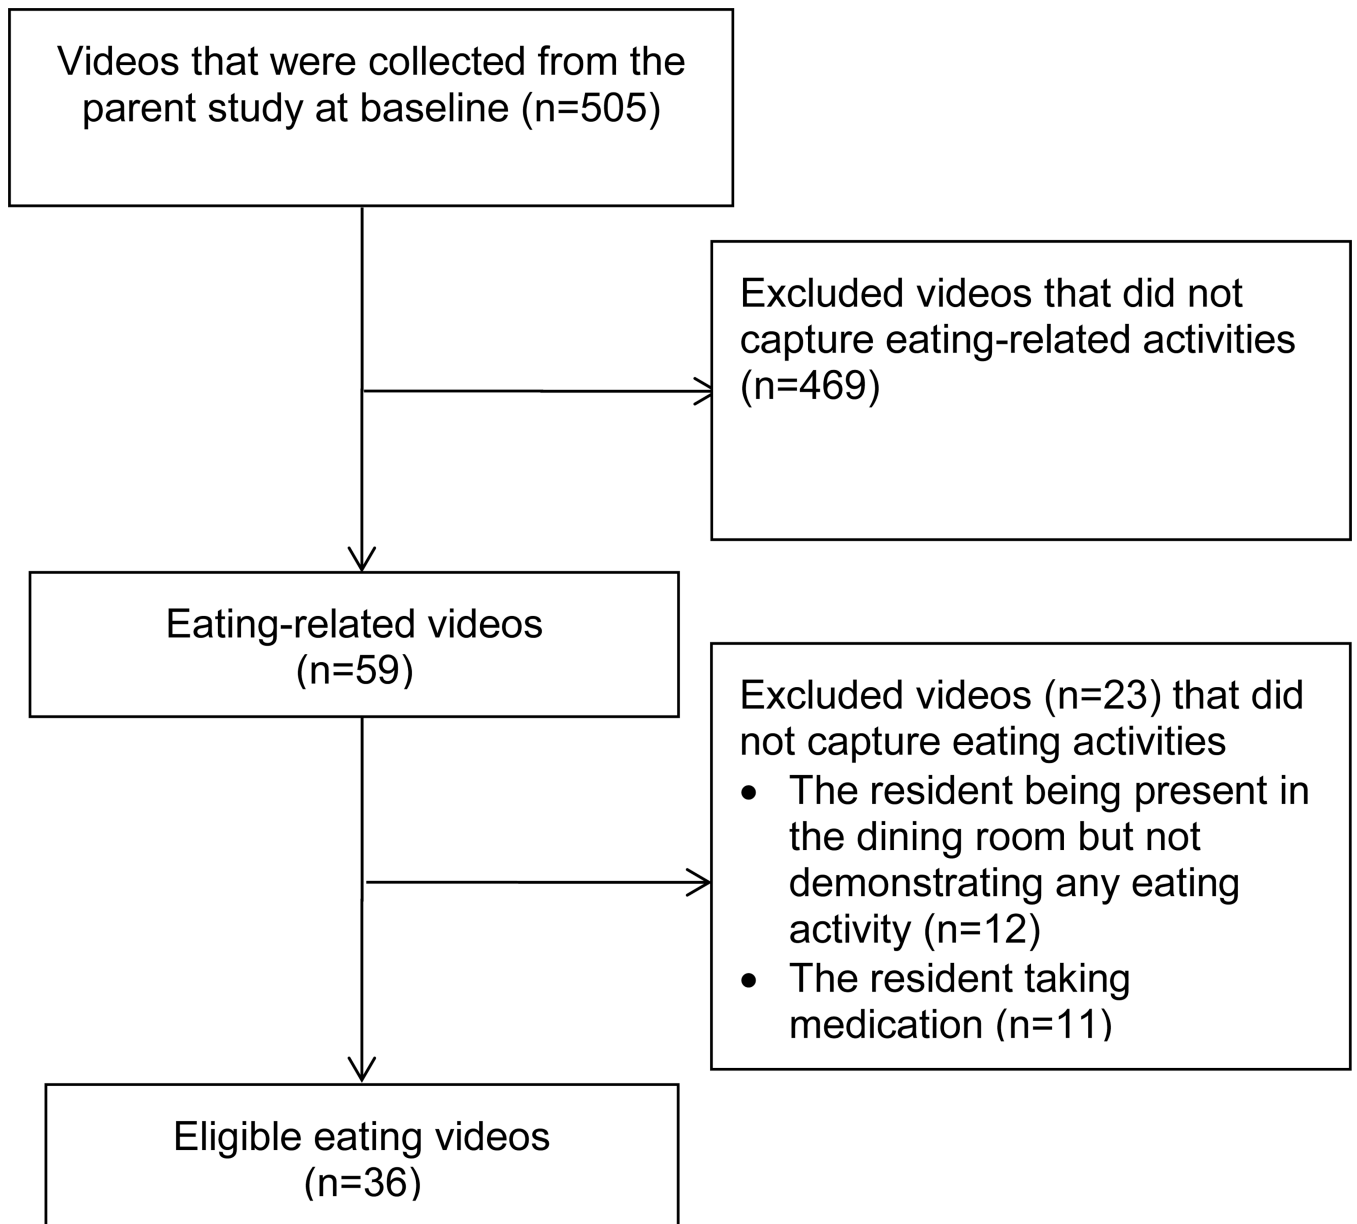 Videos that were collected from the
parent study at baseline (n=505)
Excluded videos that did not
capture eating-related activities
(n=469)
Eating-related videos
(n=59)
Excluded videos (n=23) that did
not capture eating activities
• The resident being present in
the dining room but not
demonstrating any eating
activity (n=12)
• The resident taking
medication (n=11)
Eligible eating videos
(n=36)